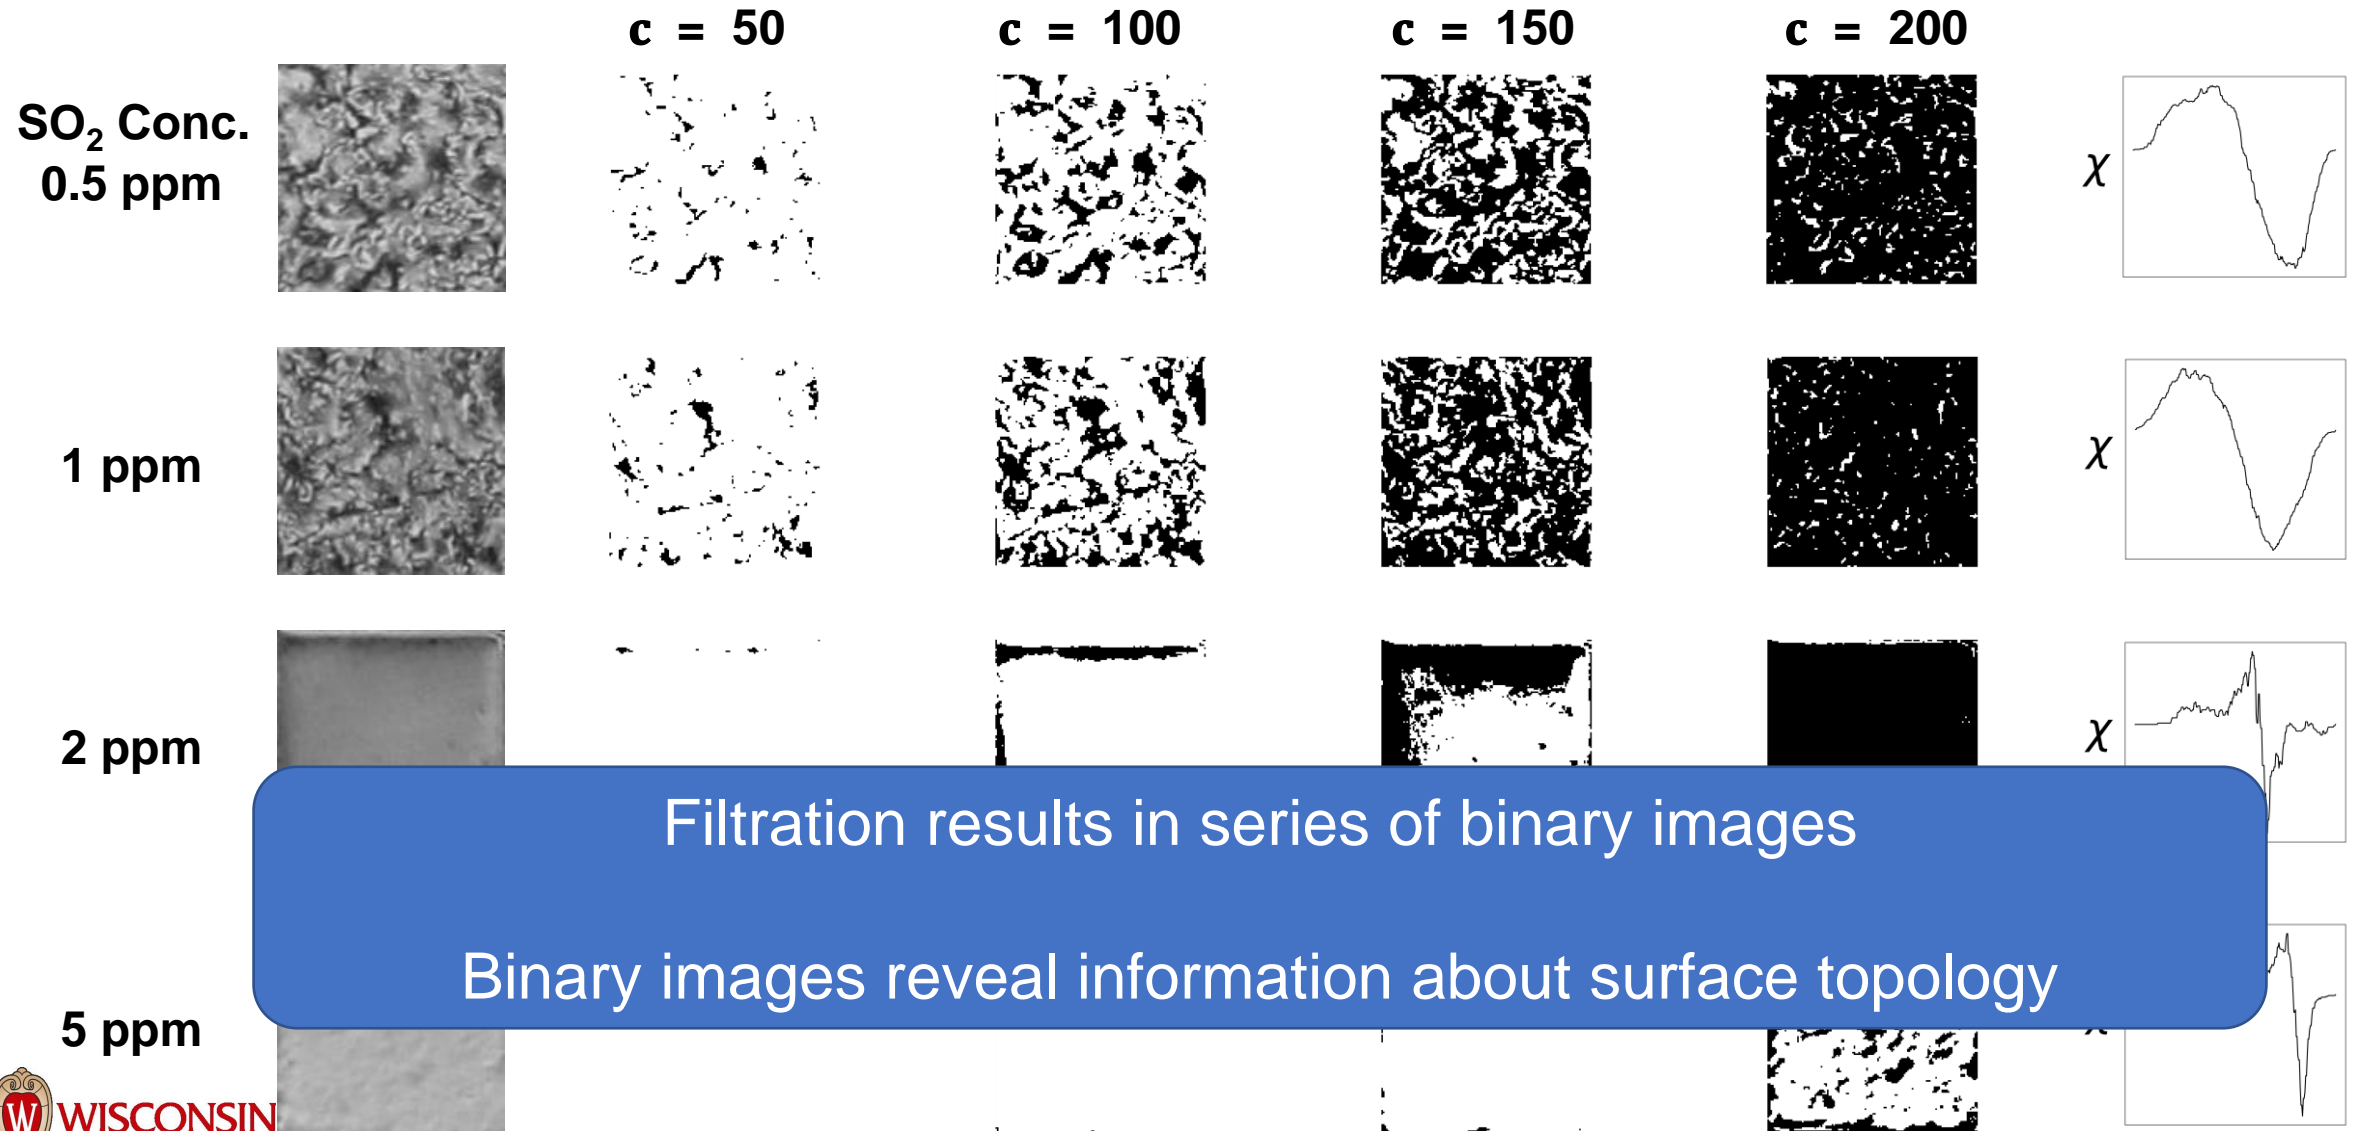 c = 50 c = 100 c = 150 c = 200
SO₂ Conc.
0.5 ppm
χ
1 ppm
χ
2 ppm
χ
Filtration results in series of binary images
Binary images reveal information about surface topology
5 ppm
W WISCONSIN